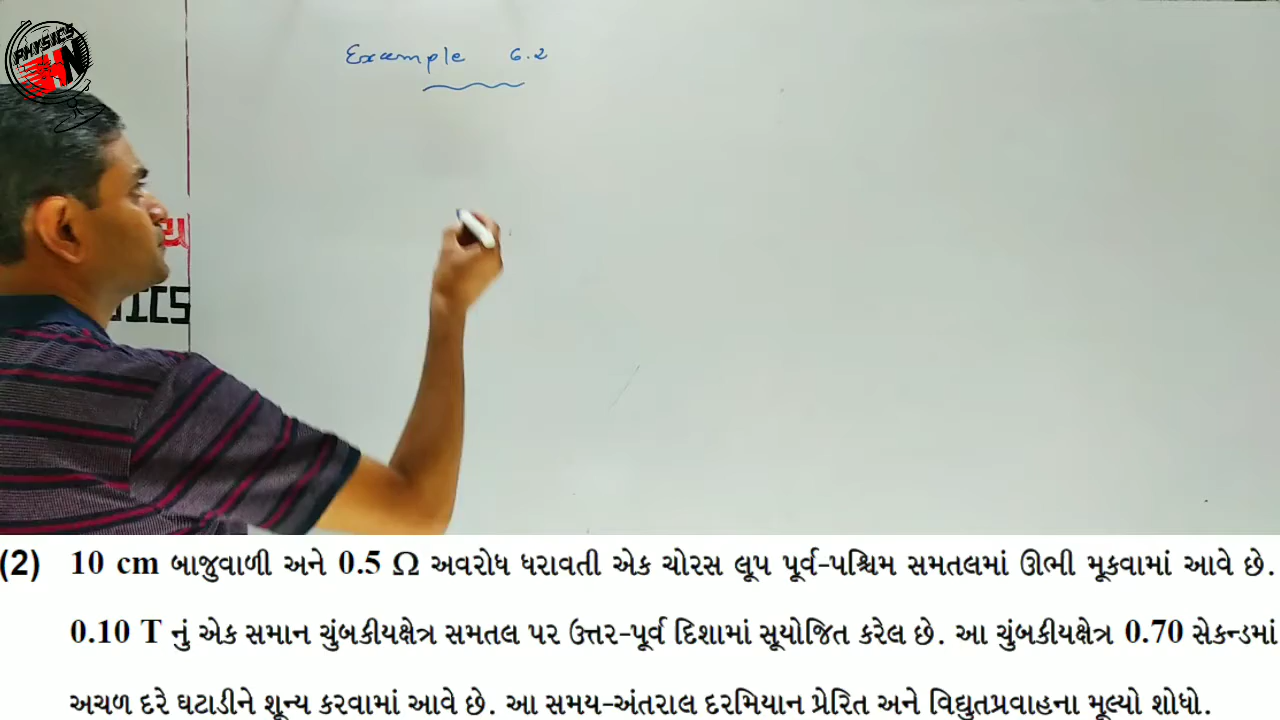 PHYSICS
HN
Example 6.2
(2) 10 cm બાજુવાળી અને 0.5 Ω અવરોધ ધરાવતી એક ચોરસ લૂપ પૂર્વ-પશ્ચિમ સમતલમાં ઊભી મૂકવામાં આવે છે.
0.10 T નું એક સમાન ચુંબકીયક્ષેત્ર સમતલ પર ઉત્તર-પૂર્વ દિશામાં સૂયોજિત કરેલ છે. આ ચુંબકીયક્ષેત્ર 0.70 સેકન્ડમાં
અચળ દરે ઘટાડીને શૂન્ય કરવામાં આવે છે. આ સમય-અંતરાલ દરમિયાન પ્રેરિત અને વિદ્યુતપ્રવાહના મૂલ્યો શોધો.